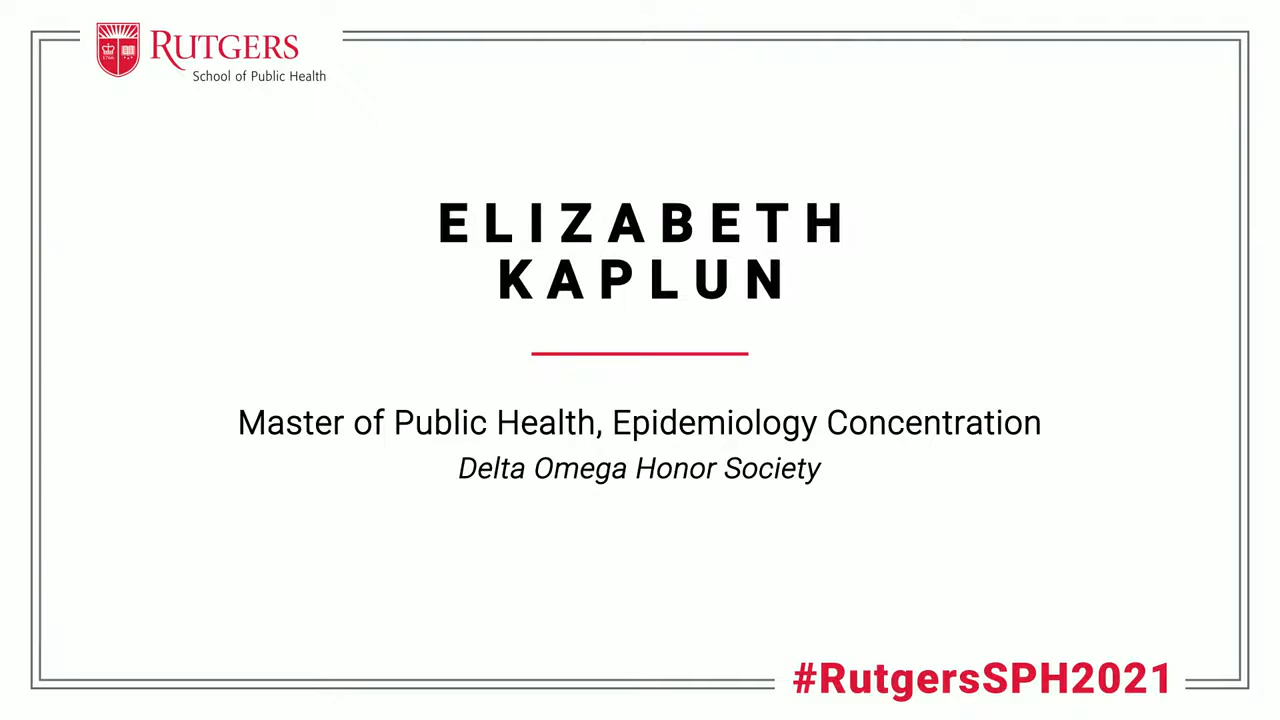 RUTGERS
School of Public Health
ELIZABETH
KAPLUN
Master of Public Health, Epidemiology Concentration
Delta Omega Honor Society
#RutgersSPH2021